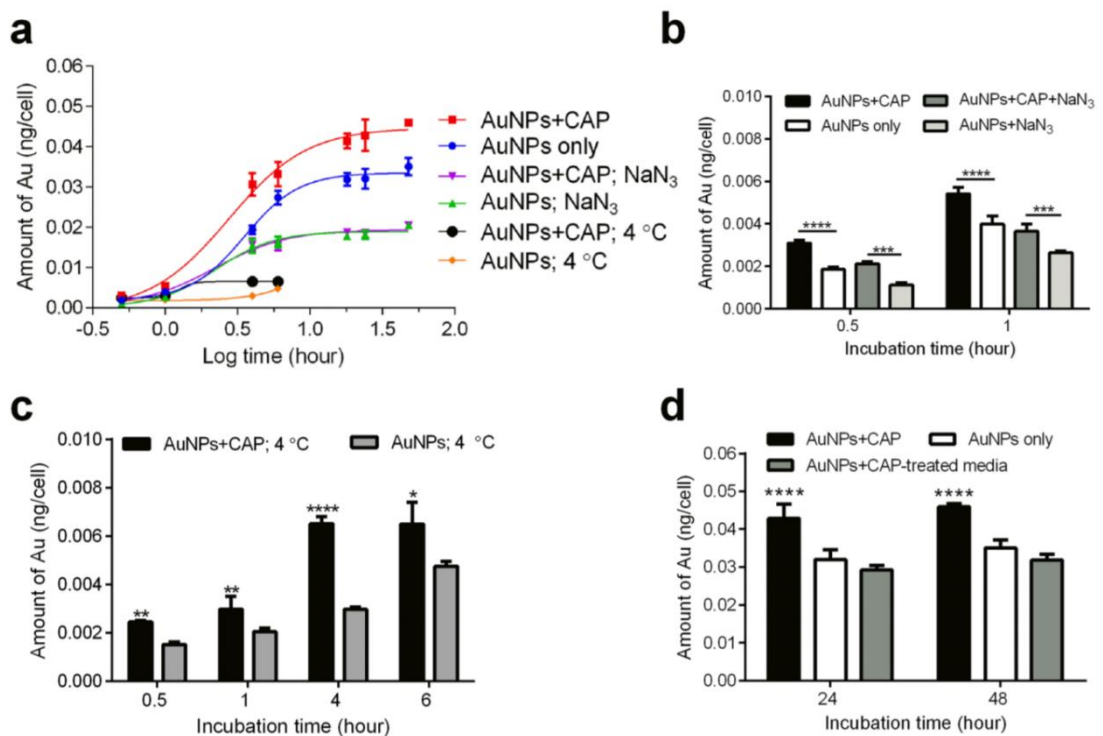 a
Amount of Au (ng/cell)
0.06
0.05
0.04
0.03
0.02
0.01
0.00
-0.5 0.0 0.5 1.0 1.5 2.0
Log time (hour)
AuNPs+CAP
AuNPs only
AuNPs+CAP; NaN₃
AuNPs; NaN₃
AuNPs+CAP; 4 °C
AuNPs; 4 °C
b
AuNPs+CAP AuNPs+CAP+NaN₃
AuNPs only AuNPs+NaN₃
Amount of Au (ng/cell)
0.010
0.008
0.006
0.004
0.002
0.000
**** *** **** ***
0.5 1
Incubation time (hour)
c
AuNPs+CAP; 4 °C AuNPs; 4 °C
Amount of Au (ng/cell)
0.010
0.008
0.006
0.004
0.002
0.000
** ** **** *
0.5 1 4 6
Incubation time (hour)
d
AuNPs+CAP AuNPs only
AuNPs+CAP-treated media
Amount of Au (ng/cell)
0.05
0.04
0.03
0.02
0.01
0.00
**** ****
24 48
Incubation time (hour)